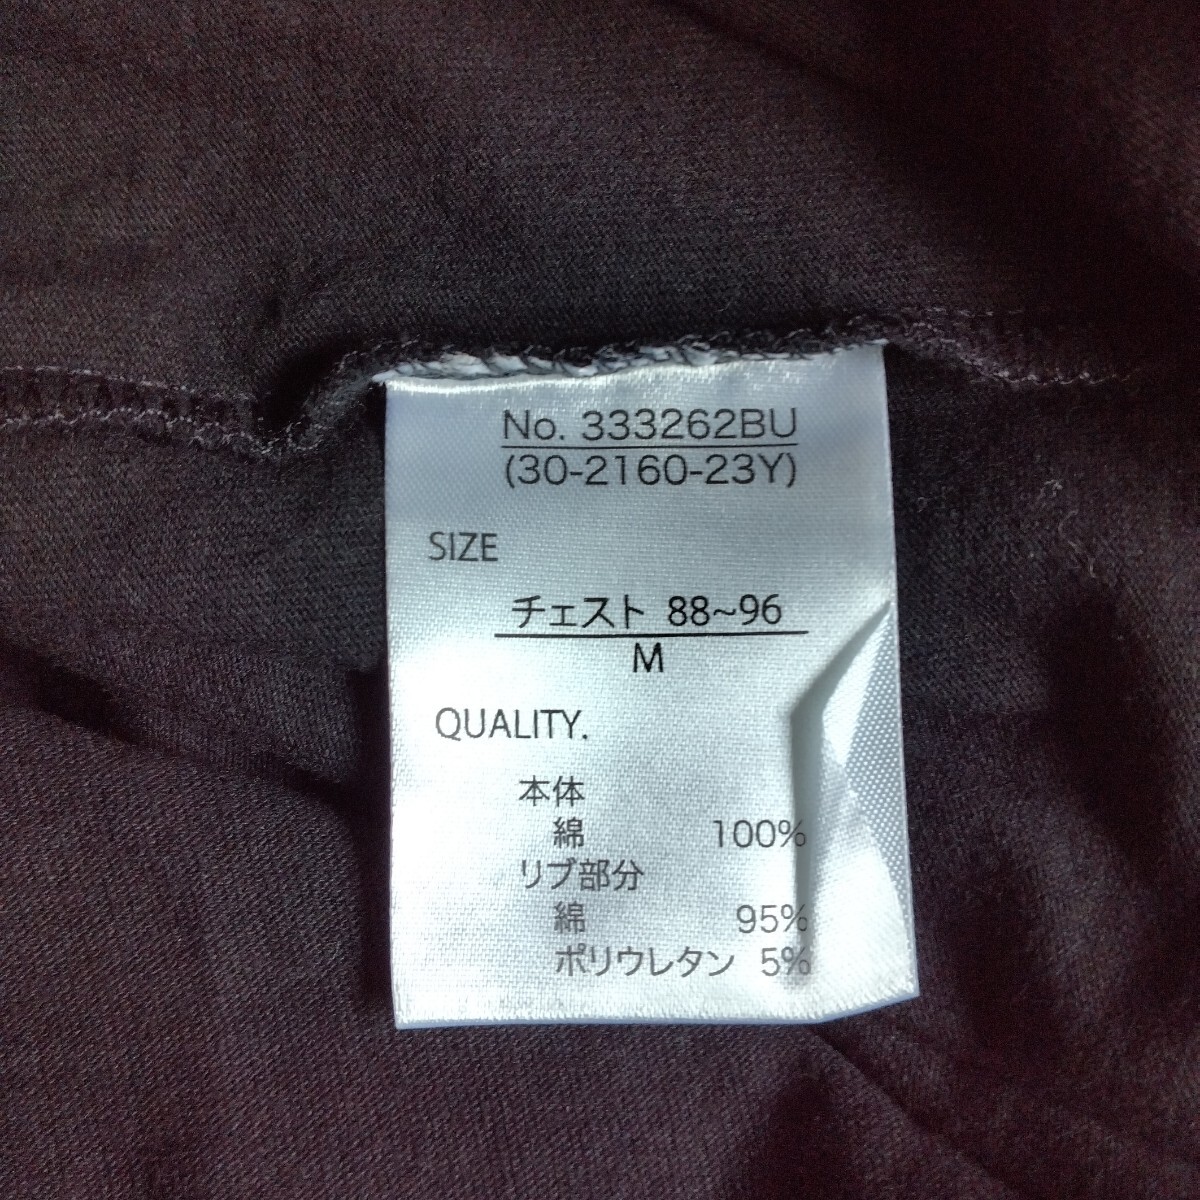 No. 333262BU
(30-2160-23Y)
SIZE
チェスト 88~96
M
QUALITY.
本体
綿 100%
リブ部分
綿 95%
ポリウレタン 5%